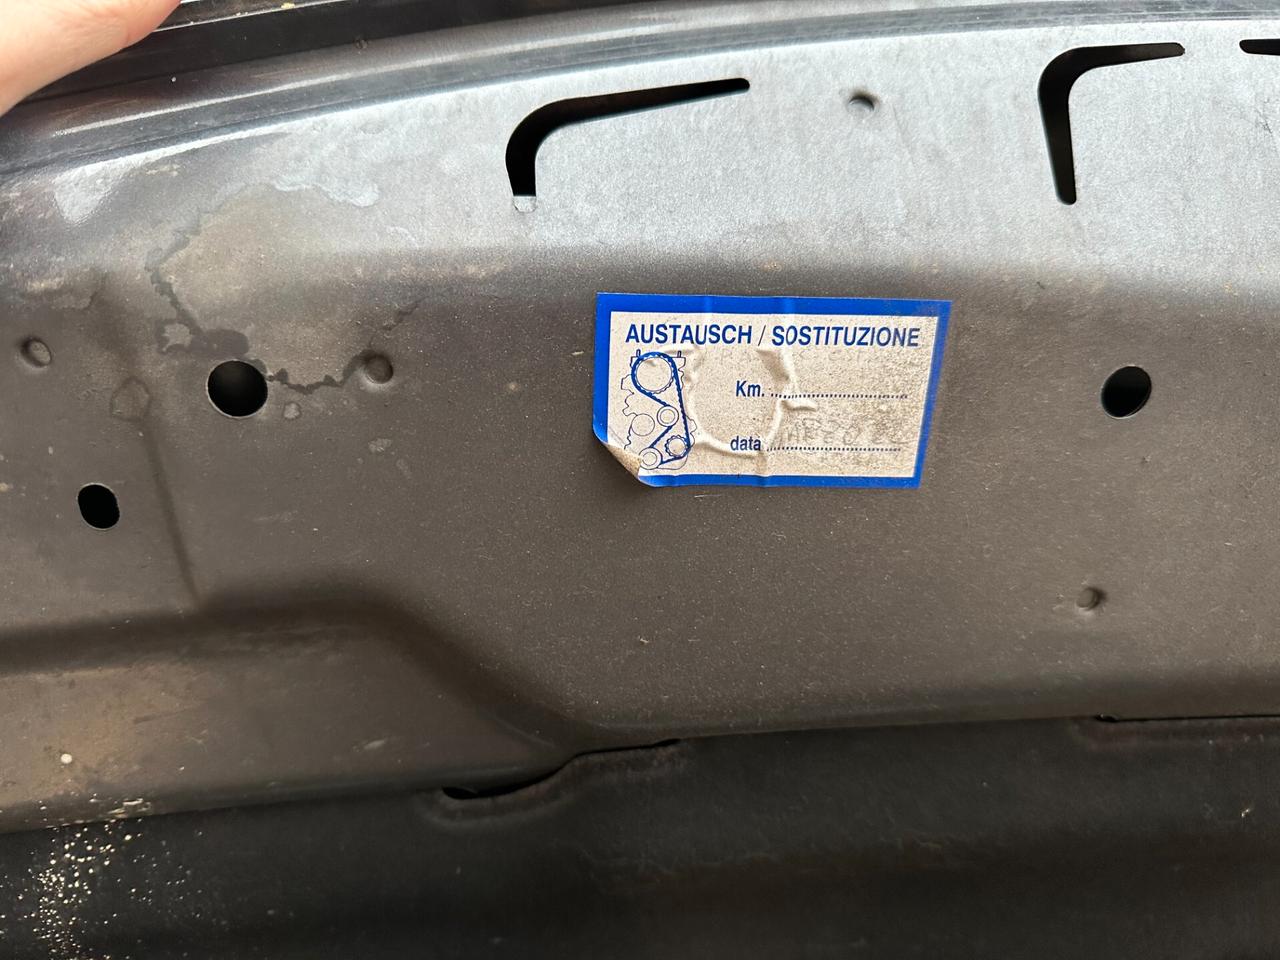 AUSTAUSCH / SOSTITUZIONE
Km. ........................................
data ........................................